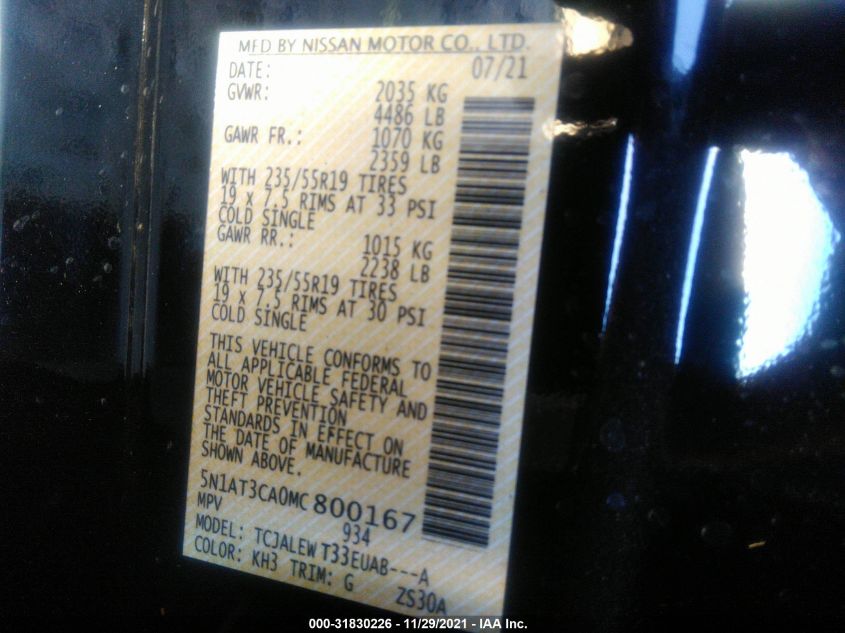 MFD BY NISSAN MOTOR CO., LTD.
DATE: 07/21
GVWR: 2035 KG
4486 LB
GAWR FR.: 1070 KG
2359 LB
WITH 235/55R19 TIRES
19 x 7.5 RIMS AT 33 PSI
COLD SINGLE
GAWR RR.: 1015 KG
2238 LB
WITH 235/55R19 TIRES
19 x 7.5 RIMS AT 30 PSI
COLD SINGLE
THIS VEHICLE CONFORMS TO
ALL APPLICABLE FEDERAL
MOTOR VEHICLE SAFETY AND
THEFT PREVENTION
STANDARDS IN EFFECT ON
THE DATE OF MANUFACTURE
SHOWN ABOVE.
5N1AT3CA0MC 800167
MPV 934
MODEL: TCJALEW T33EUAB---A
COLOR: KH3 TRIM: G ZS30A
000-31830226 - 11/29/2021 - IAA Inc.